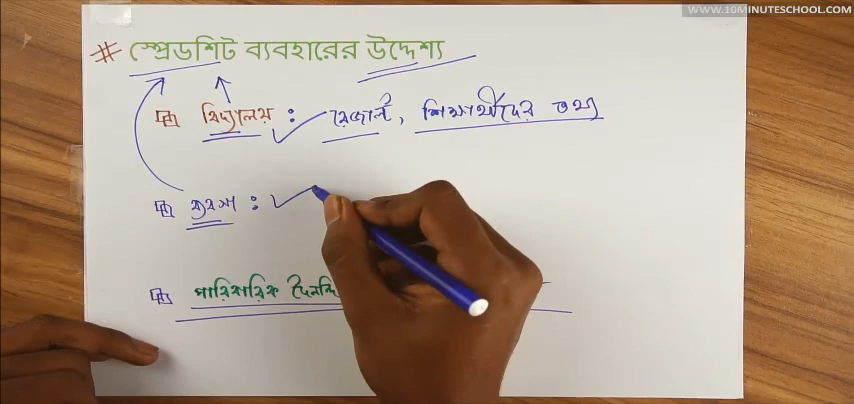 WWW.10MINUTESCHOOL.COM
# স্প্রেডশিট ব্যবহারের উদ্দেশ্য
বিদ্যালয় : রেজাল্ট, শিক্ষার্থীদের তথ্য
ব্যবসা :
পারিবারিক